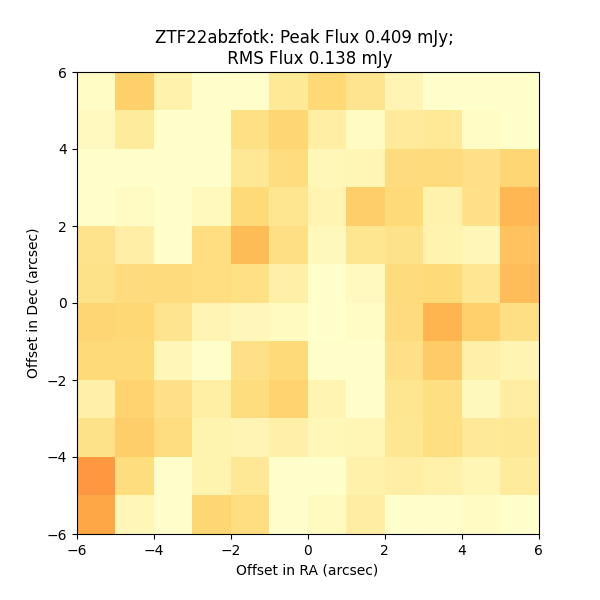 ZTF22abzfotk: Peak Flux 0.409 mJy;
RMS Flux 0.138 mJy
6
4
2
0
−2
−4
−6
Offset in Dec (arcsec)
−6 −4 −2 0 2 4 6
Offset in RA (arcsec)